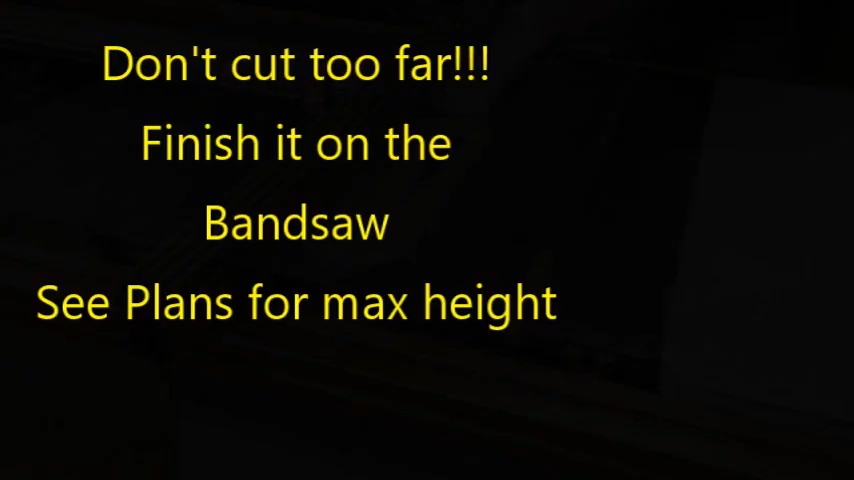 Don't cut too far!!!
Finish it on the
Bandsaw
See Plans for max height